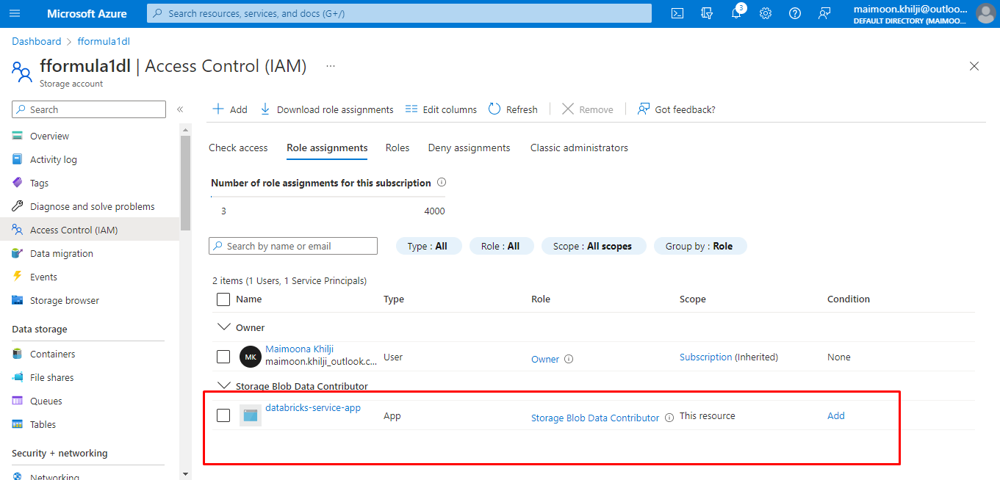 Microsoft Azure
Search resources, services, and docs (G+/)
3
maimoon.khilji@outloo...
DEFAULT DIRECTORY (MAIMOO...
Dashboard > fformula1dl
fformula1dl | Access Control (IAM) ...
Storage account
Search
«
Add
Download role assignments
Edit columns
Refresh
Remove
Got feedback?
Overview
Activity log
Tags
Diagnose and solve problems
Access Control (IAM)
Data migration
Events
Storage browser
Data storage
Containers
File shares
Queues
Tables
Security + networking
Networking
Check access Role assignments Roles Deny assignments Classic administrators
Number of role assignments for this subscription
3 4000
Search by name or email
Type : All
Role : All
Scope : All scopes
Group by : Role
2 items (1 Users, 1 Service Principals)
Name Type Role Scope Condition
Owner
MK
Maimoona Khilji
maimoon.khilji_outlook.c...
User Owner Subscription (Inherited) None
Storage Blob Data Contributor
databricks-service-app
App Storage Blob Data Contributor This resource Add